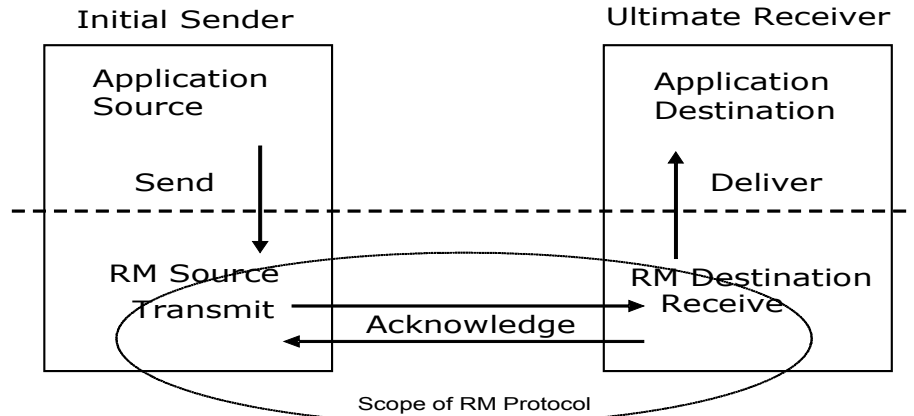 Initial Sender
Ultimate Receiver
Application
Source
Application
Destination
Send
Deliver
RM Source
RM Destination
Transmit
Receive
Acknowledge
Scope of RM Protocol